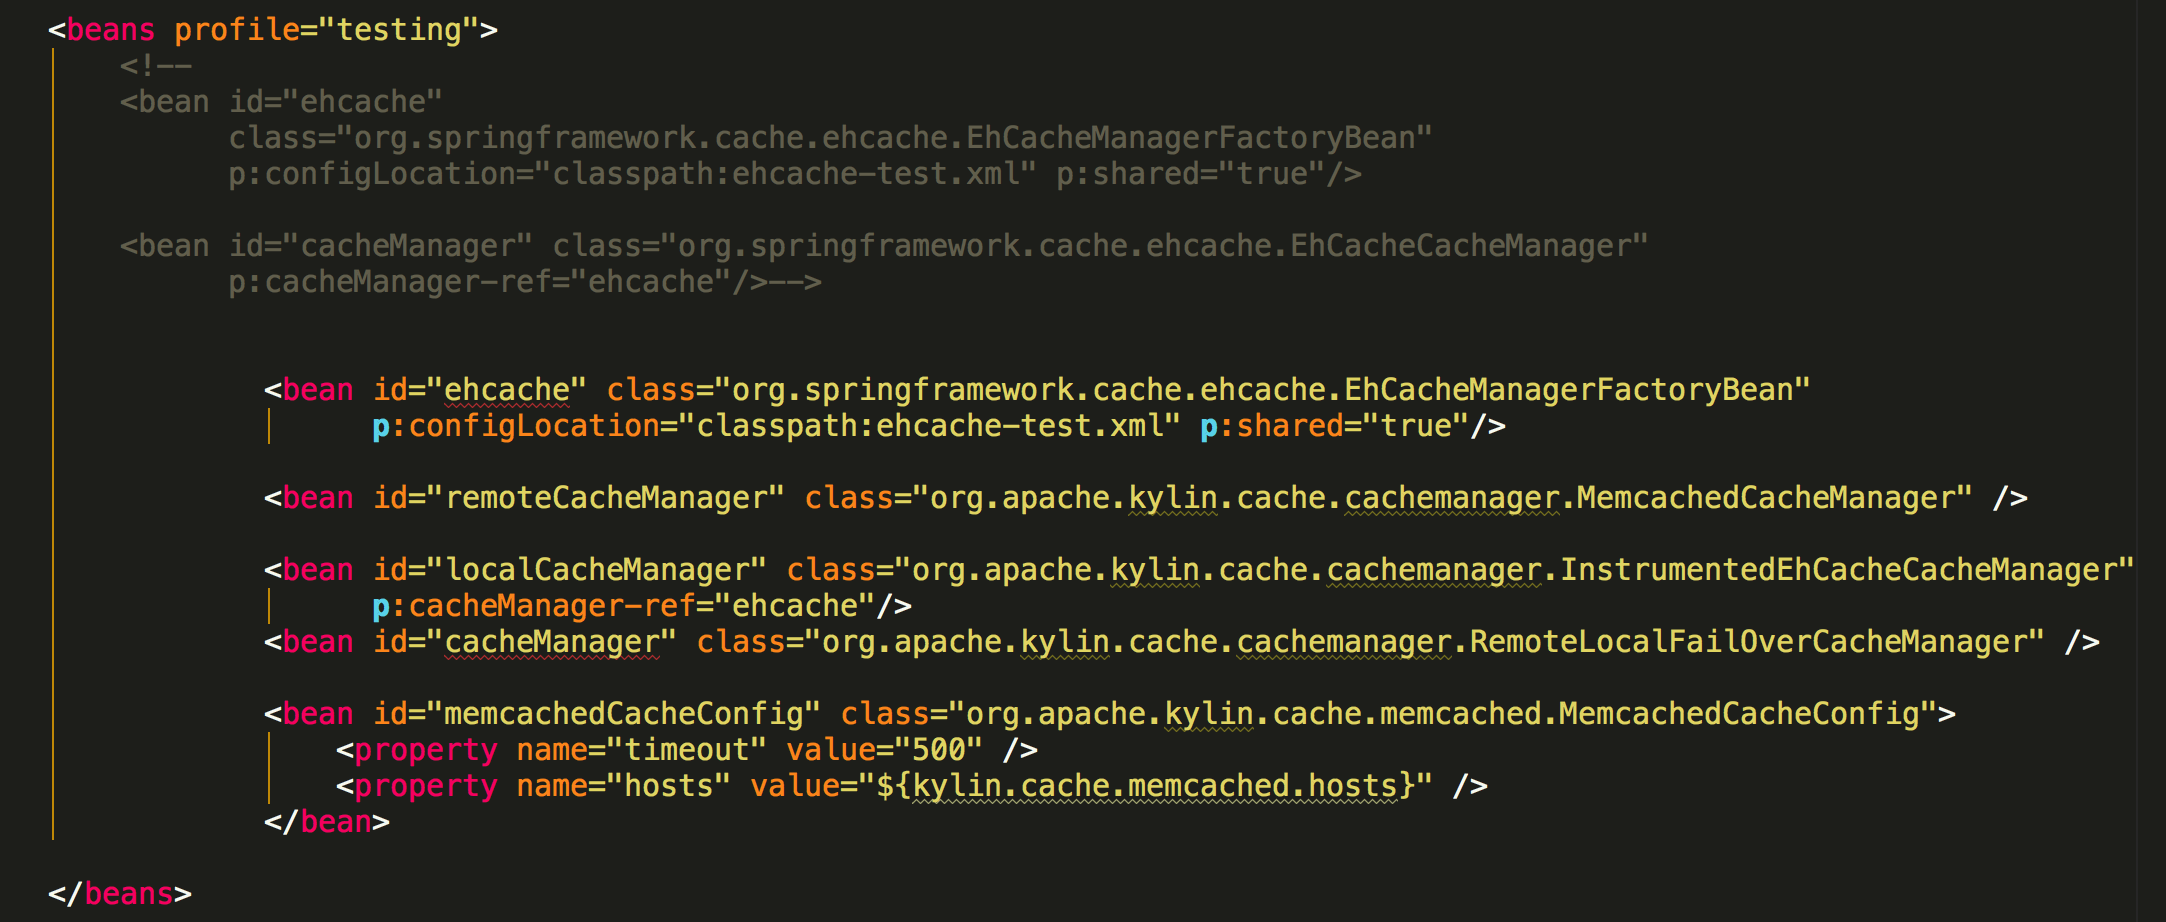 <beans profile="testing">
<!--
<bean id="ehcache"
class="org.springframework.cache.ehcache.EhCacheManagerFactoryBean"
p:configLocation="classpath:ehcache-test.xml" p:shared="true"/>
<bean id="cacheManager" class="org.springframework.cache.ehcache.EhCacheCacheManager"
p:cacheManager-ref="ehcache"/>-->
<bean id="ehcache" class="org.springframework.cache.ehcache.EhCacheManagerFactoryBean"
p:configLocation="classpath:ehcache-test.xml" p:shared="true"/>
<bean id="remoteCacheManager" class="org.apache.kylin.cache.cachemanager.MemcachedCacheManager" />
<bean id="localCacheManager" class="org.apache.kylin.cache.cachemanager.InstrumentedEhCacheCacheManager"
p:cacheManager-ref="ehcache"/>
<bean id="cacheManager" class="org.apache.kylin.cache.cachemanager.RemoteLocalFailOverCacheManager" />
<bean id="memcachedCacheConfig" class="org.apache.kylin.cache.memcached.MemcachedCacheConfig">
<property name="timeout" value="500" />
<property name="hosts" value="${kylin.cache.memcached.hosts}" />
</bean>
</beans>